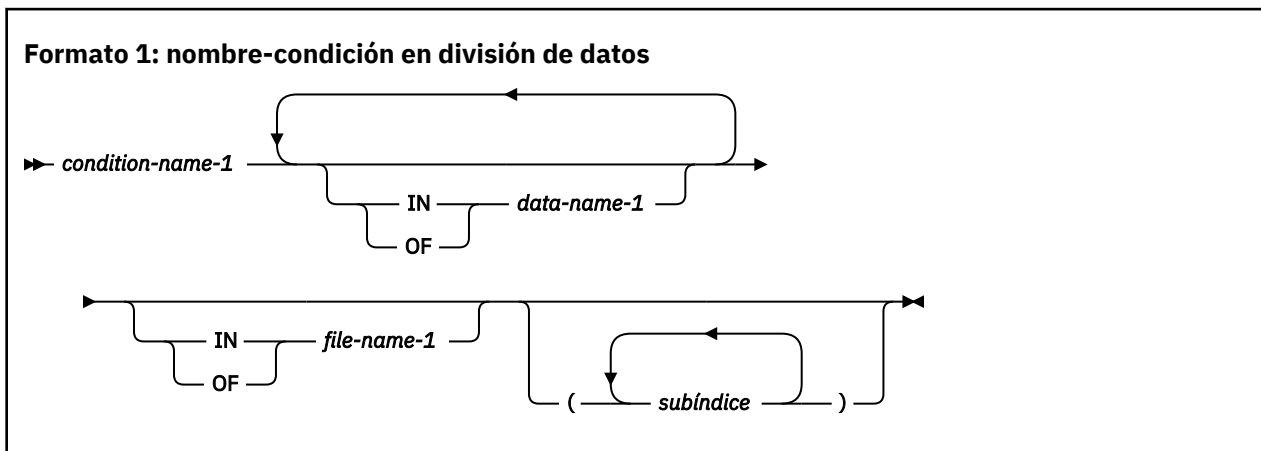 Formato 1: nombre-condición en división de datos
condition-name-1
IN data-name-1
OF
IN file-name-1
OF
( subíndice )